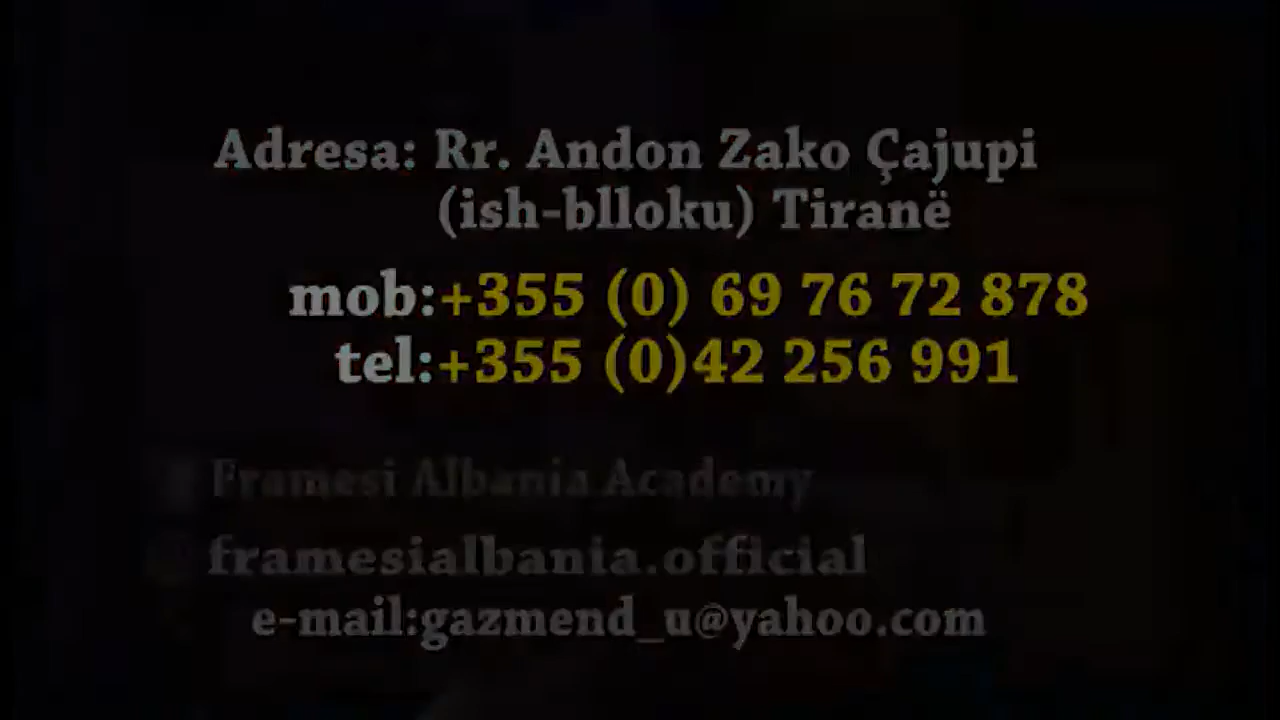 Adresa: Rr. Andon Zako Çajupi
(ish-blloku) Tiranë
mob:+355 (0) 69 76 72 878
tel:+355 (0)42 256 991
Framesi Albania Academy
framesialbania.official
e-mail:gazmend_u@yahoo.com